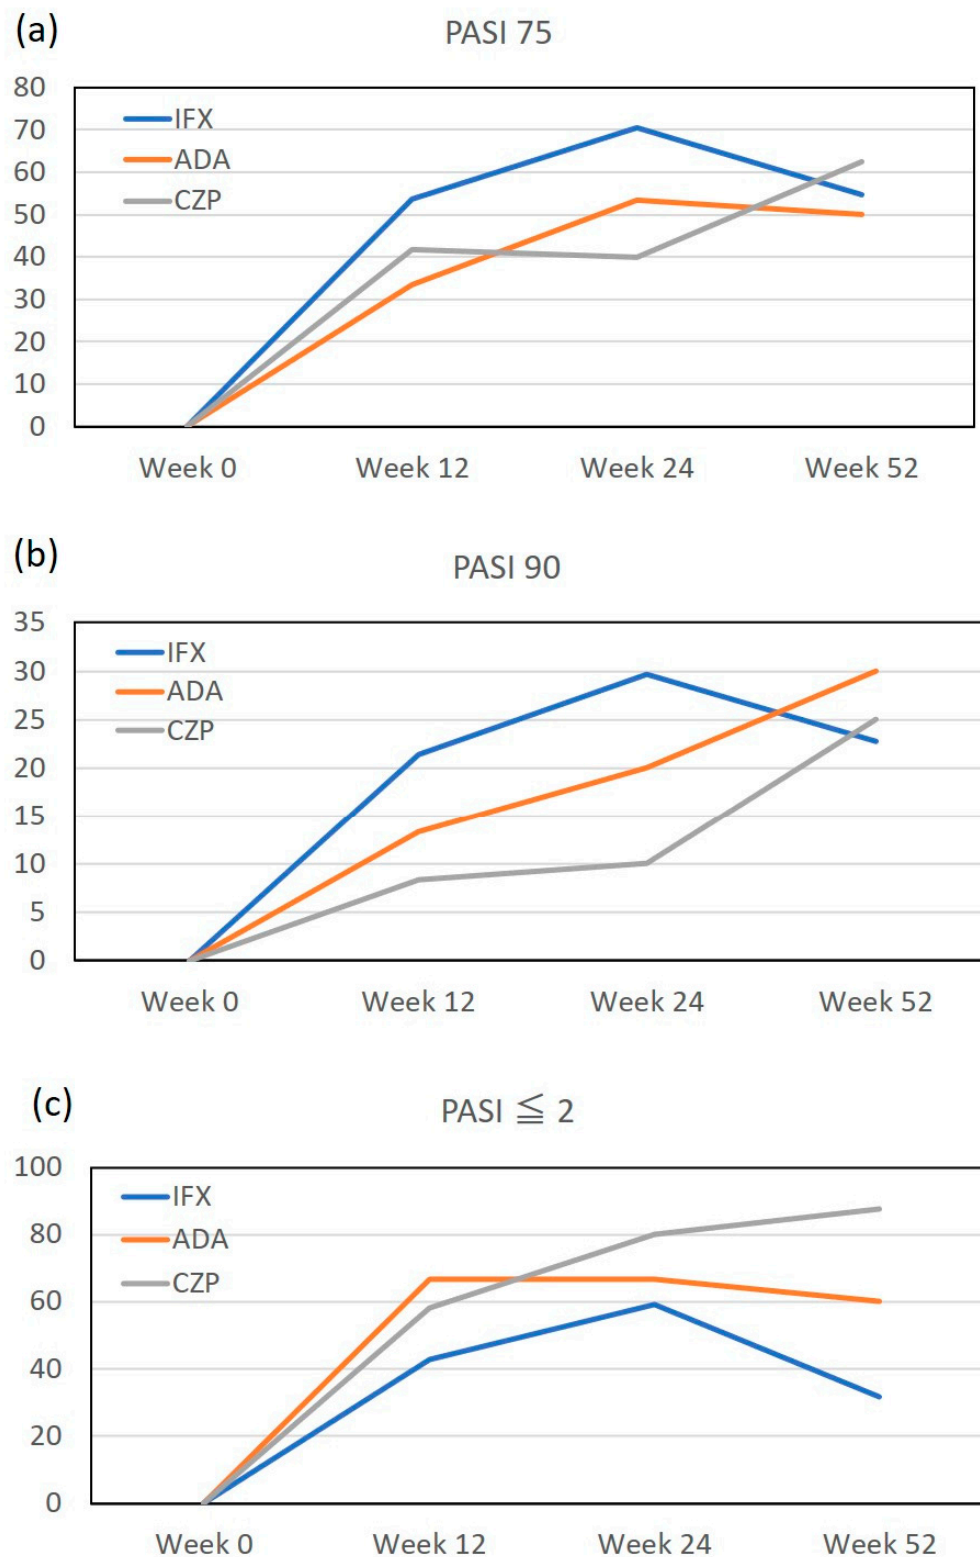 (a)
PASI 75
80
70
60
50
40
30
20
10
0
IFX
ADA
CZP
Week 0 Week 12 Week 24 Week 52
(b)
PASI 90
35
30
25
20
15
10
5
0
IFX
ADA
CZP
Week 0 Week 12 Week 24 Week 52
(c)
PASI ≦ 2
100
80
60
40
20
0
IFX
ADA
CZP
Week 0 Week 12 Week 24 Week 52